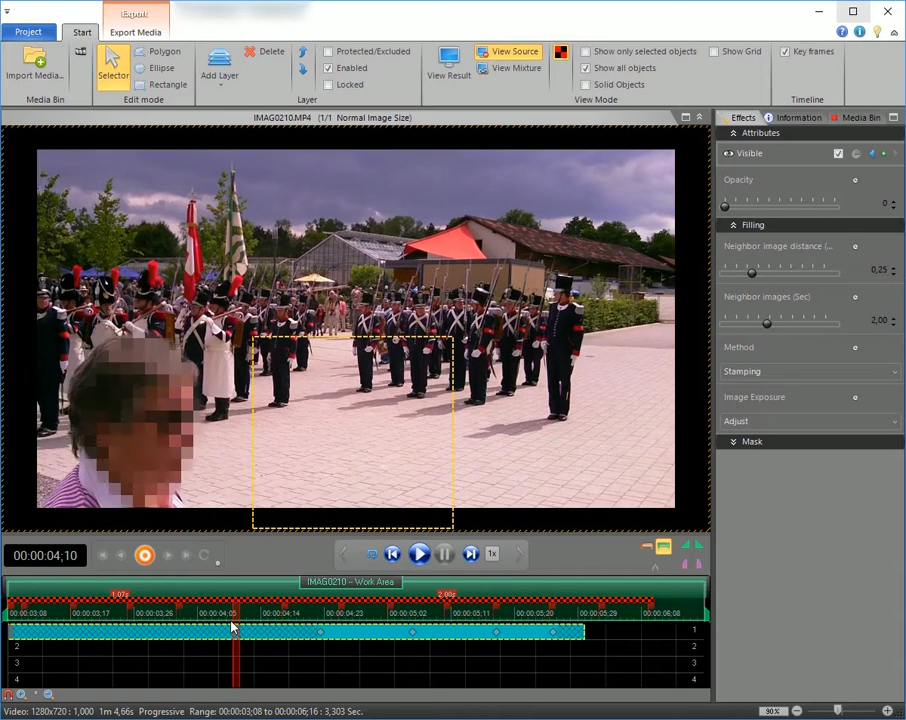 Export
Project Start Export Media
Import Media...
Selector
Polygon
Ellipse
Rectangle
Add Layer
Delete
Protected/Excluded
Enabled
Locked
View Result
View Source
View Mixture
Show only selected objects
Show all objects
Solid Objects
Show Grid
Key frames
Media Bin Edit mode Layer View Mode Timeline
IMAG0210.MP4 (1/1 Normal Image Size)
Effects Information Media Bin
Attributes
Visible
Opacity
0
Filling
Neighbor image distance (...
0,25
Neighbor images (Sec)
2,00
Method
Stamping
Image Exposure
Adjust
Mask
00:00:04;10
1x
IMAG0210 -- Work Area
1,07s 2,00s
00:00:03;08 00:00:03;17 00:00:03;26 00:00:04;05 00:00:04;14 00:00:04;23 00:00:05;02 00:00:05;11 00:00:05;20 00:00:05;29 00:00:06;08
1 1
2 2
3 3
4 4
Video: 1280x720 : 1,000 1m 4,66s Progressive Range: 00:00:03;08 to 00:00:06;16 : 3,303 Sec.
90%